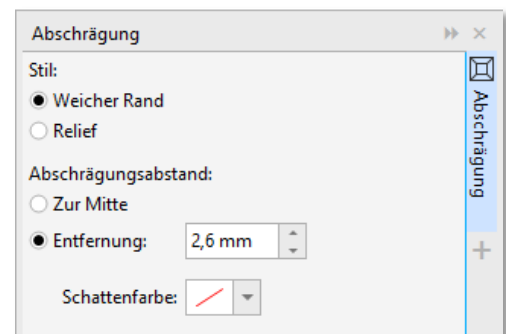 Abschrägung
Stil:
Weicher Rand
Relief
Abschrägungsabstand:
Zur Mitte
Entfernung: 2,6 mm
Schattenfarbe:
Abschrägung